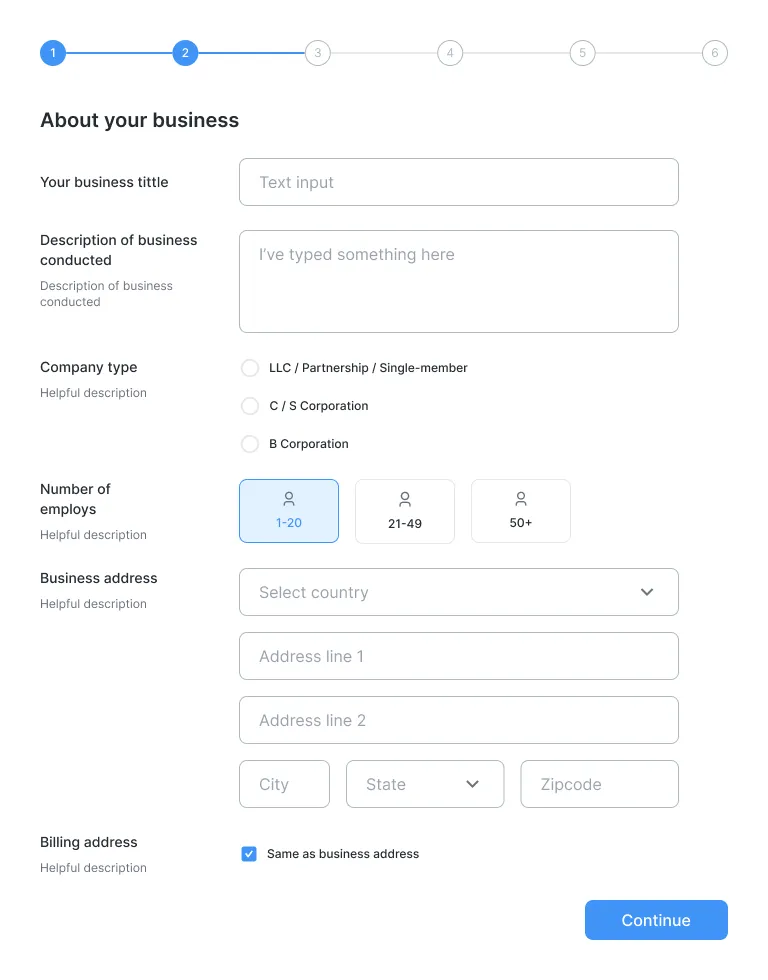 1 2 3 4 5 6
About your business
Your business tittle
Text input
Description of business
conducted
Description of business
conducted
I've typed something here
Company type
Helpful description
LLC / Partnership / Single-member
C / S Corporation
B Corporation
Number of
employs
Helpful description
1-20
21-49
50+
Business address
Helpful description
Select country
Address line 1
Address line 2
City
State
Zipcode
Billing address
Helpful description
Same as business address
Continue